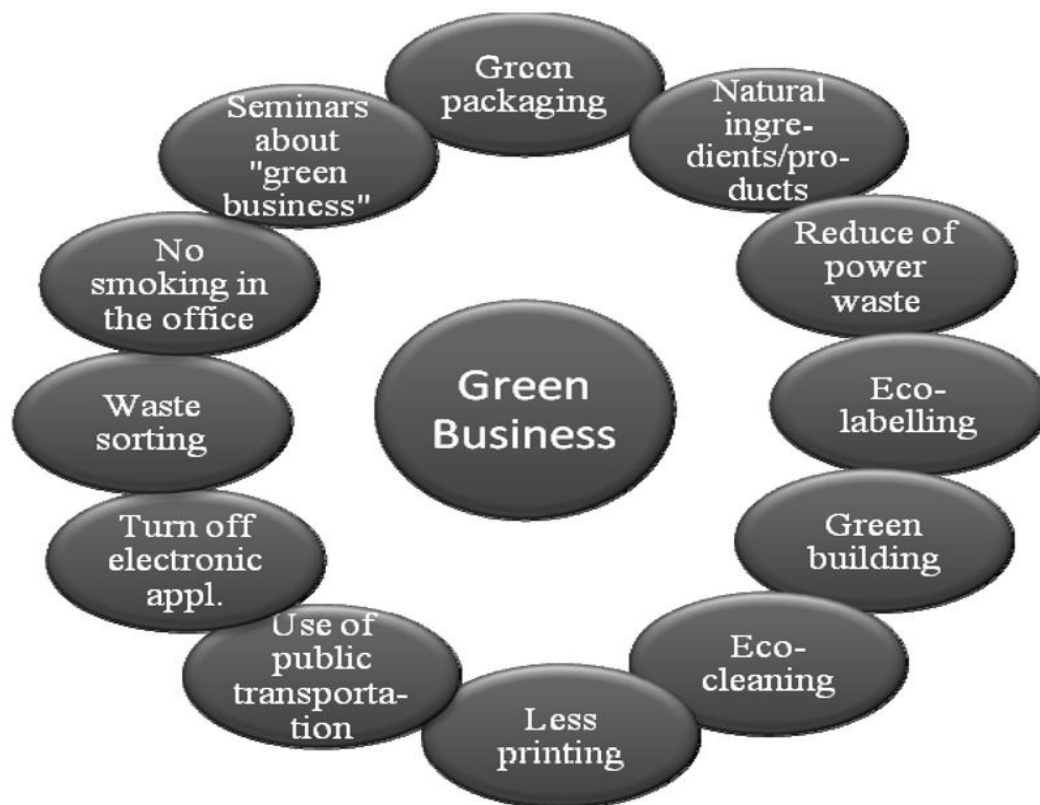 Green
packaging
Natural
ingre-
dients/pro-
ducts
Reduce of
power
waste
Eco-
labelling
Green
building
Eco-
cleaning
Less
printing
Use of
public
transporta-
tion
Turn off
electronic
appl.
Waste
sorting
No
smoking in
the office
Seminars
about
"green
business"
Green
Business